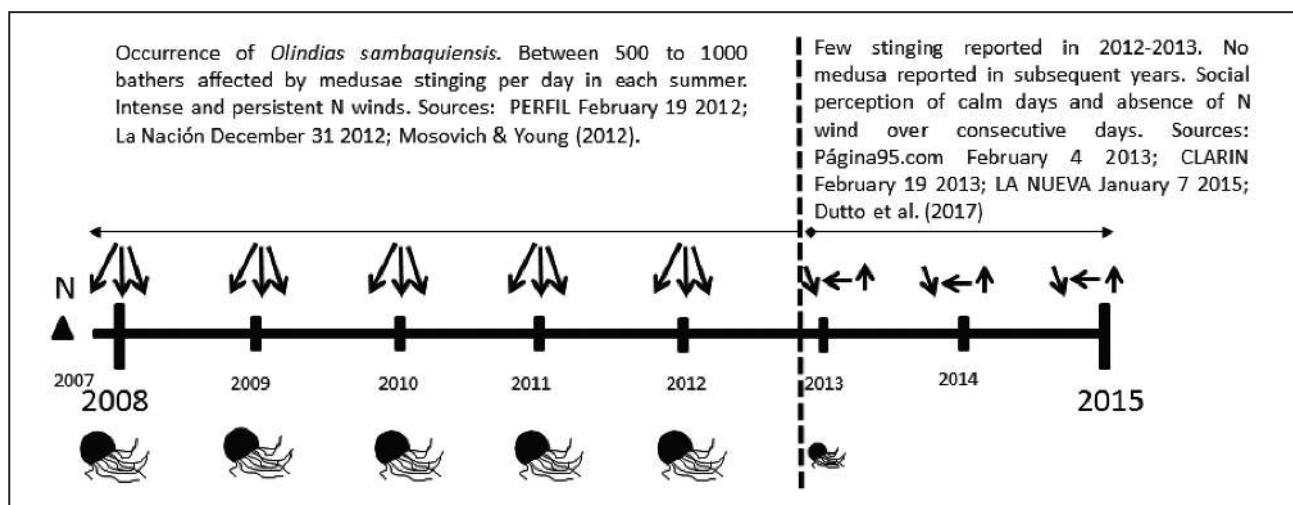 Occurrence of Olindias sambaquiensis. Between 500 to 1000
bathers affected by medusae stinging per day in each summer.
Intense and persistent N winds. Sources: PERFIL February 19 2012;
La Nación December 31 2012; Mosovich & Young (2012).
Few stinging reported in 2012-2013. No
medusa reported in subsequent years. Social
perception of calm days and absence of N
wind over consecutive days. Sources:
Página95.com February 4 2013; CLARIN
February 19 2013; LA NUEVA January 7 2015;
Dutto et al. (2017)
N
2007
2008
2009
2010
2011
2012
2013
2014
2015